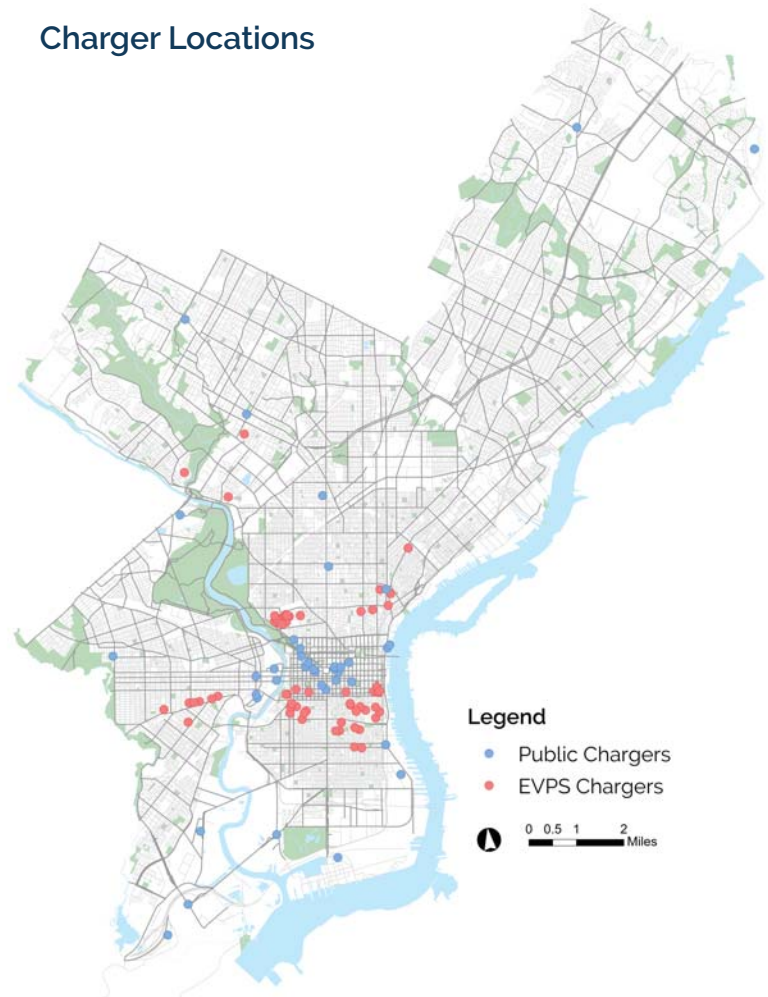 Charger Locations
Legend
Public Chargers
EVPS Chargers
0 0.5 1 2
Miles